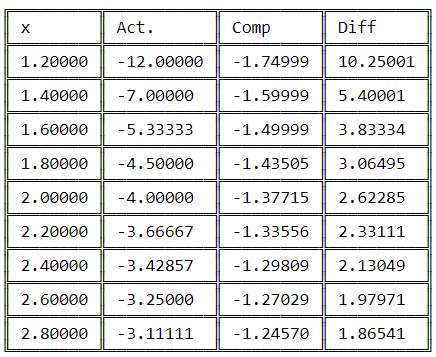 x Act. Comp Diff
1.20000 -12.00000 -1.74999 10.25001
1.40000 -7.00000 -1.59999 5.40001
1.60000 -5.33333 -1.49999 3.83334
1.80000 -4.50000 -1.43505 3.06495
2.00000 -4.00000 -1.37715 2.62285
2.20000 -3.66667 -1.33556 2.33111
2.40000 -3.42857 -1.29809 2.13049
2.60000 -3.25000 -1.27029 1.97971
2.80000 -3.11111 -1.24570 1.86541